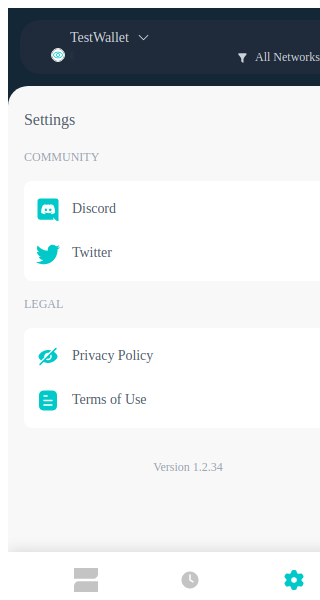 TestWallet
All Networks
Settings
COMMUNITY
Discord
Twitter
LEGAL
Privacy Policy
Terms of Use
Version 1.2.34